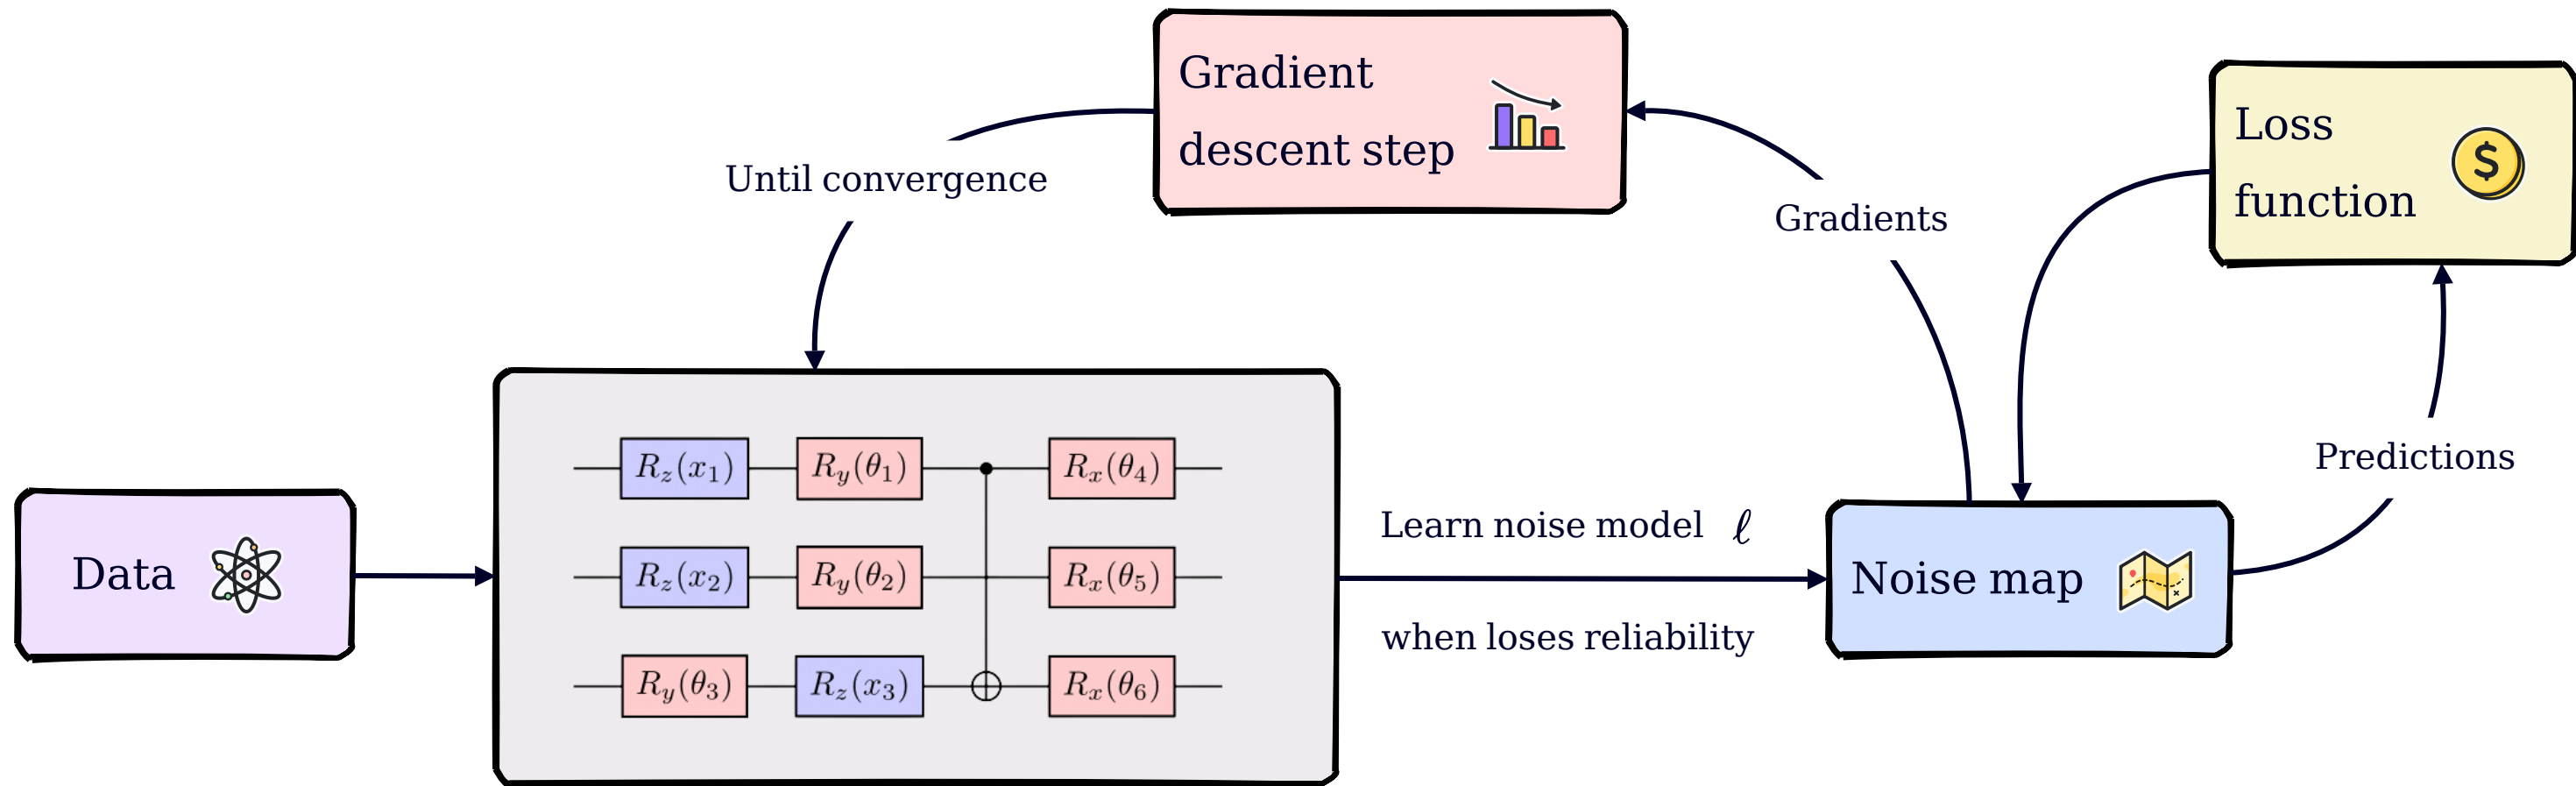 Gradient
descent step
Loss
function
$
Until convergence
Gradients
Predictions
Data
R_z(x_1) R_y(θ_1) R_x(θ_4)
R_z(x_2) R_y(θ_2) R_x(θ_5)
R_y(θ_3) R_z(x_3) R_x(θ_6)
Learn noise model ℓ
when loses reliability
Noise map